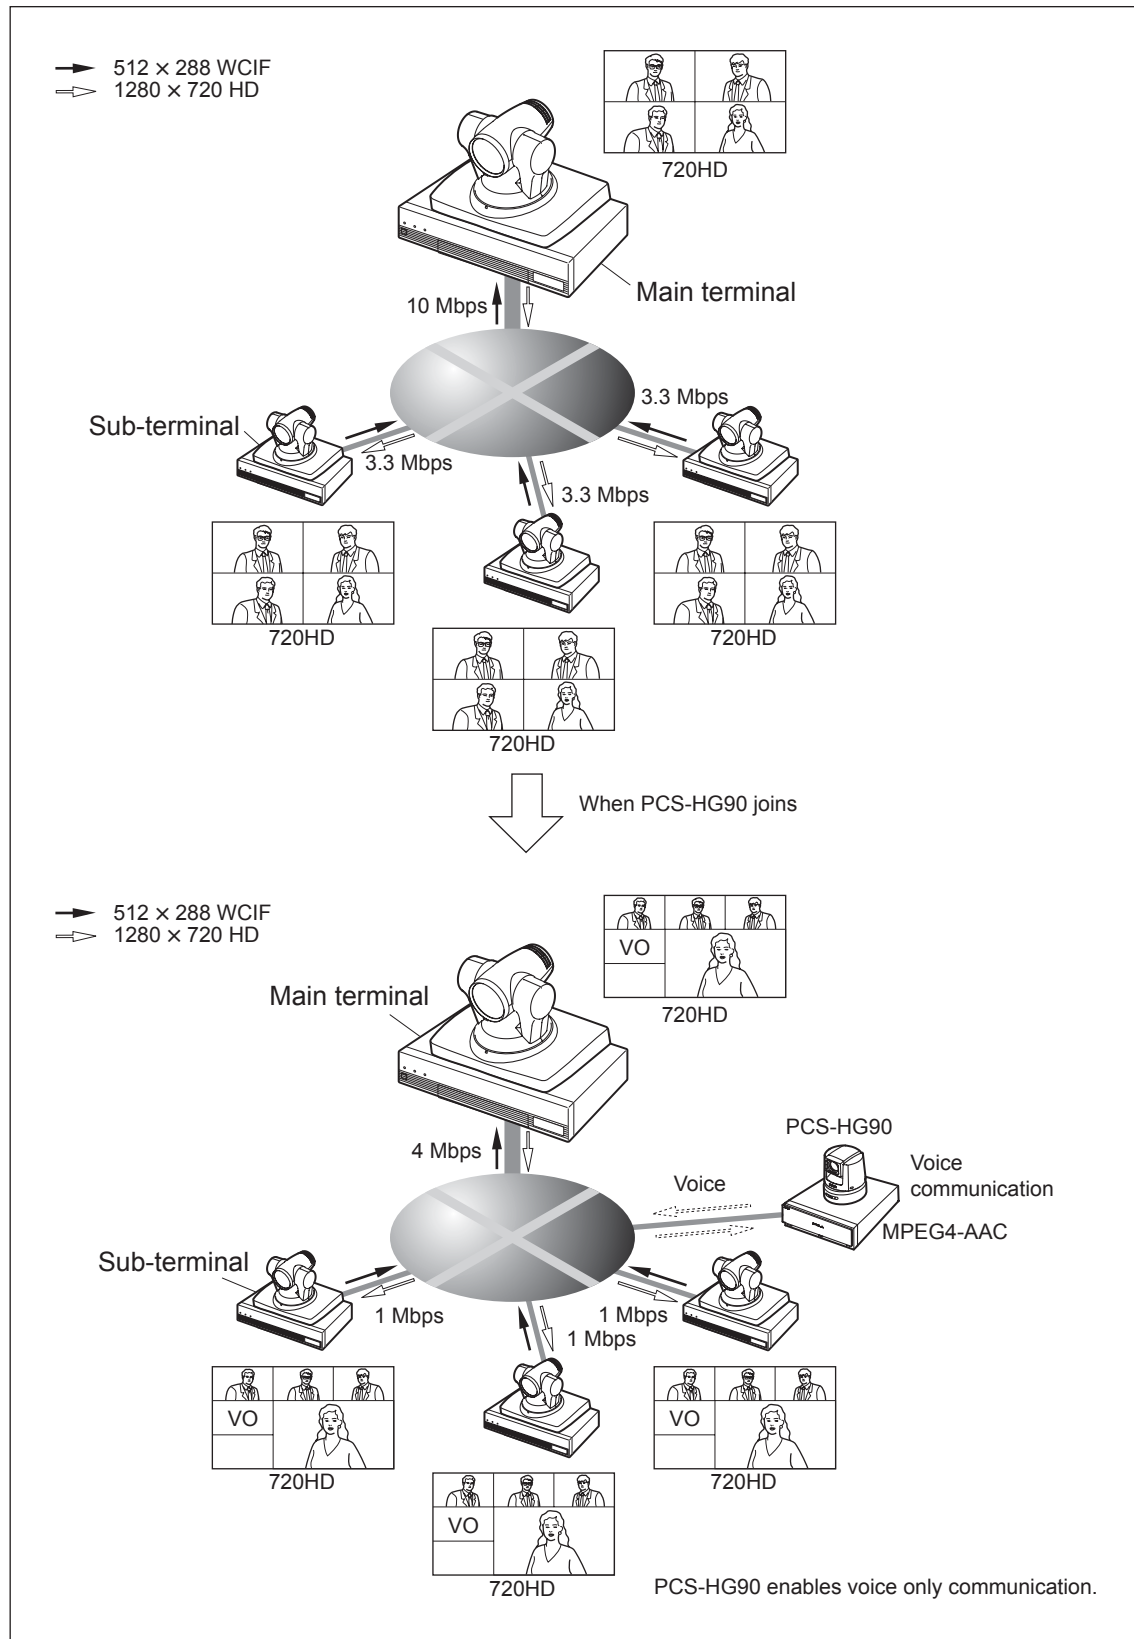 512 × 288 WCIF
1280 × 720 HD
720HD
Main terminal
10 Mbps
3.3 Mbps
Sub-terminal
3.3 Mbps
3.3 Mbps
720HD
720HD
720HD
When PCS-HG90 joins
512 × 288 WCIF
1280 × 720 HD
VO
720HD
Main terminal
4 Mbps
PCS-HG90
Voice
communication
Voice
MPEG4-AAC
Sub-terminal
1 Mbps
1 Mbps
1 Mbps
VO
720HD
VO
720HD
VO
720HD
PCS-HG90 enables voice only communication.